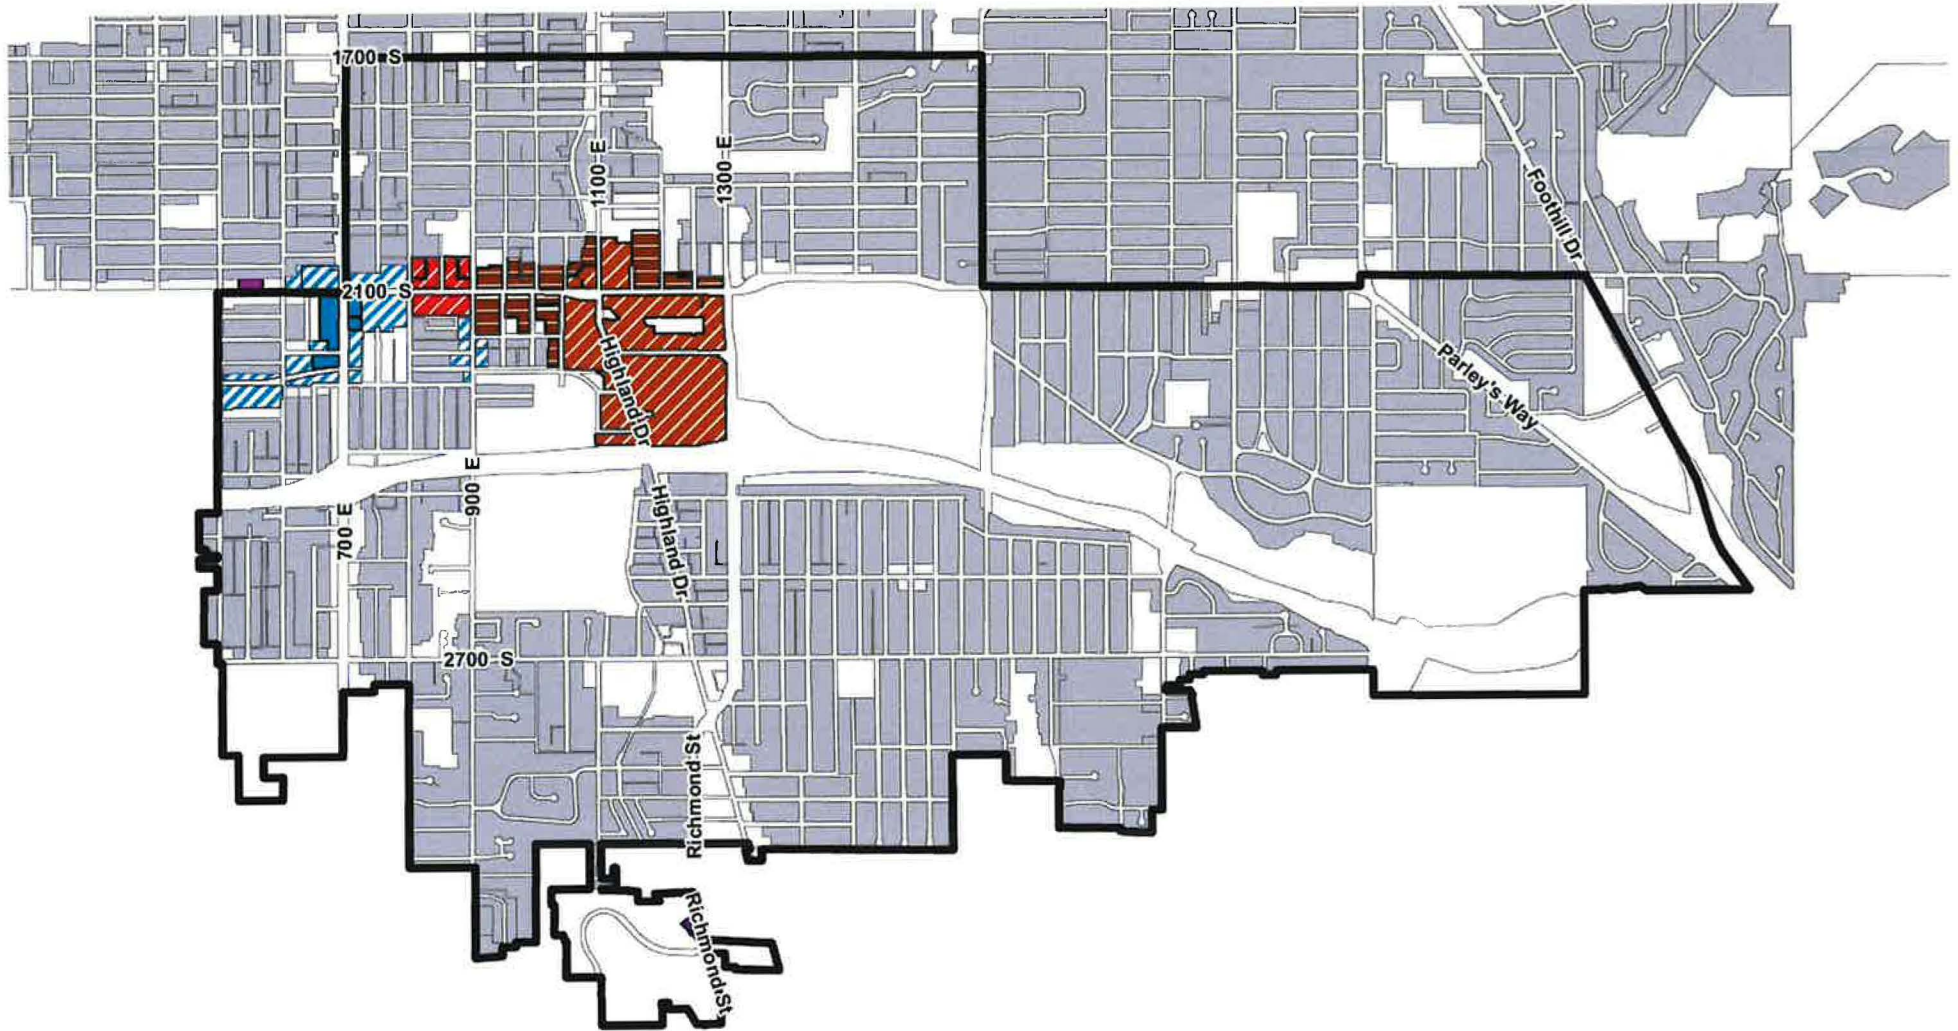 1700 S
1100 E
1300 E
Foothill Dr
2100 S
Highland Dr
Parley's Way
900 E
700 E
Highland Dr
2700 S
Richmond St
Richmond St